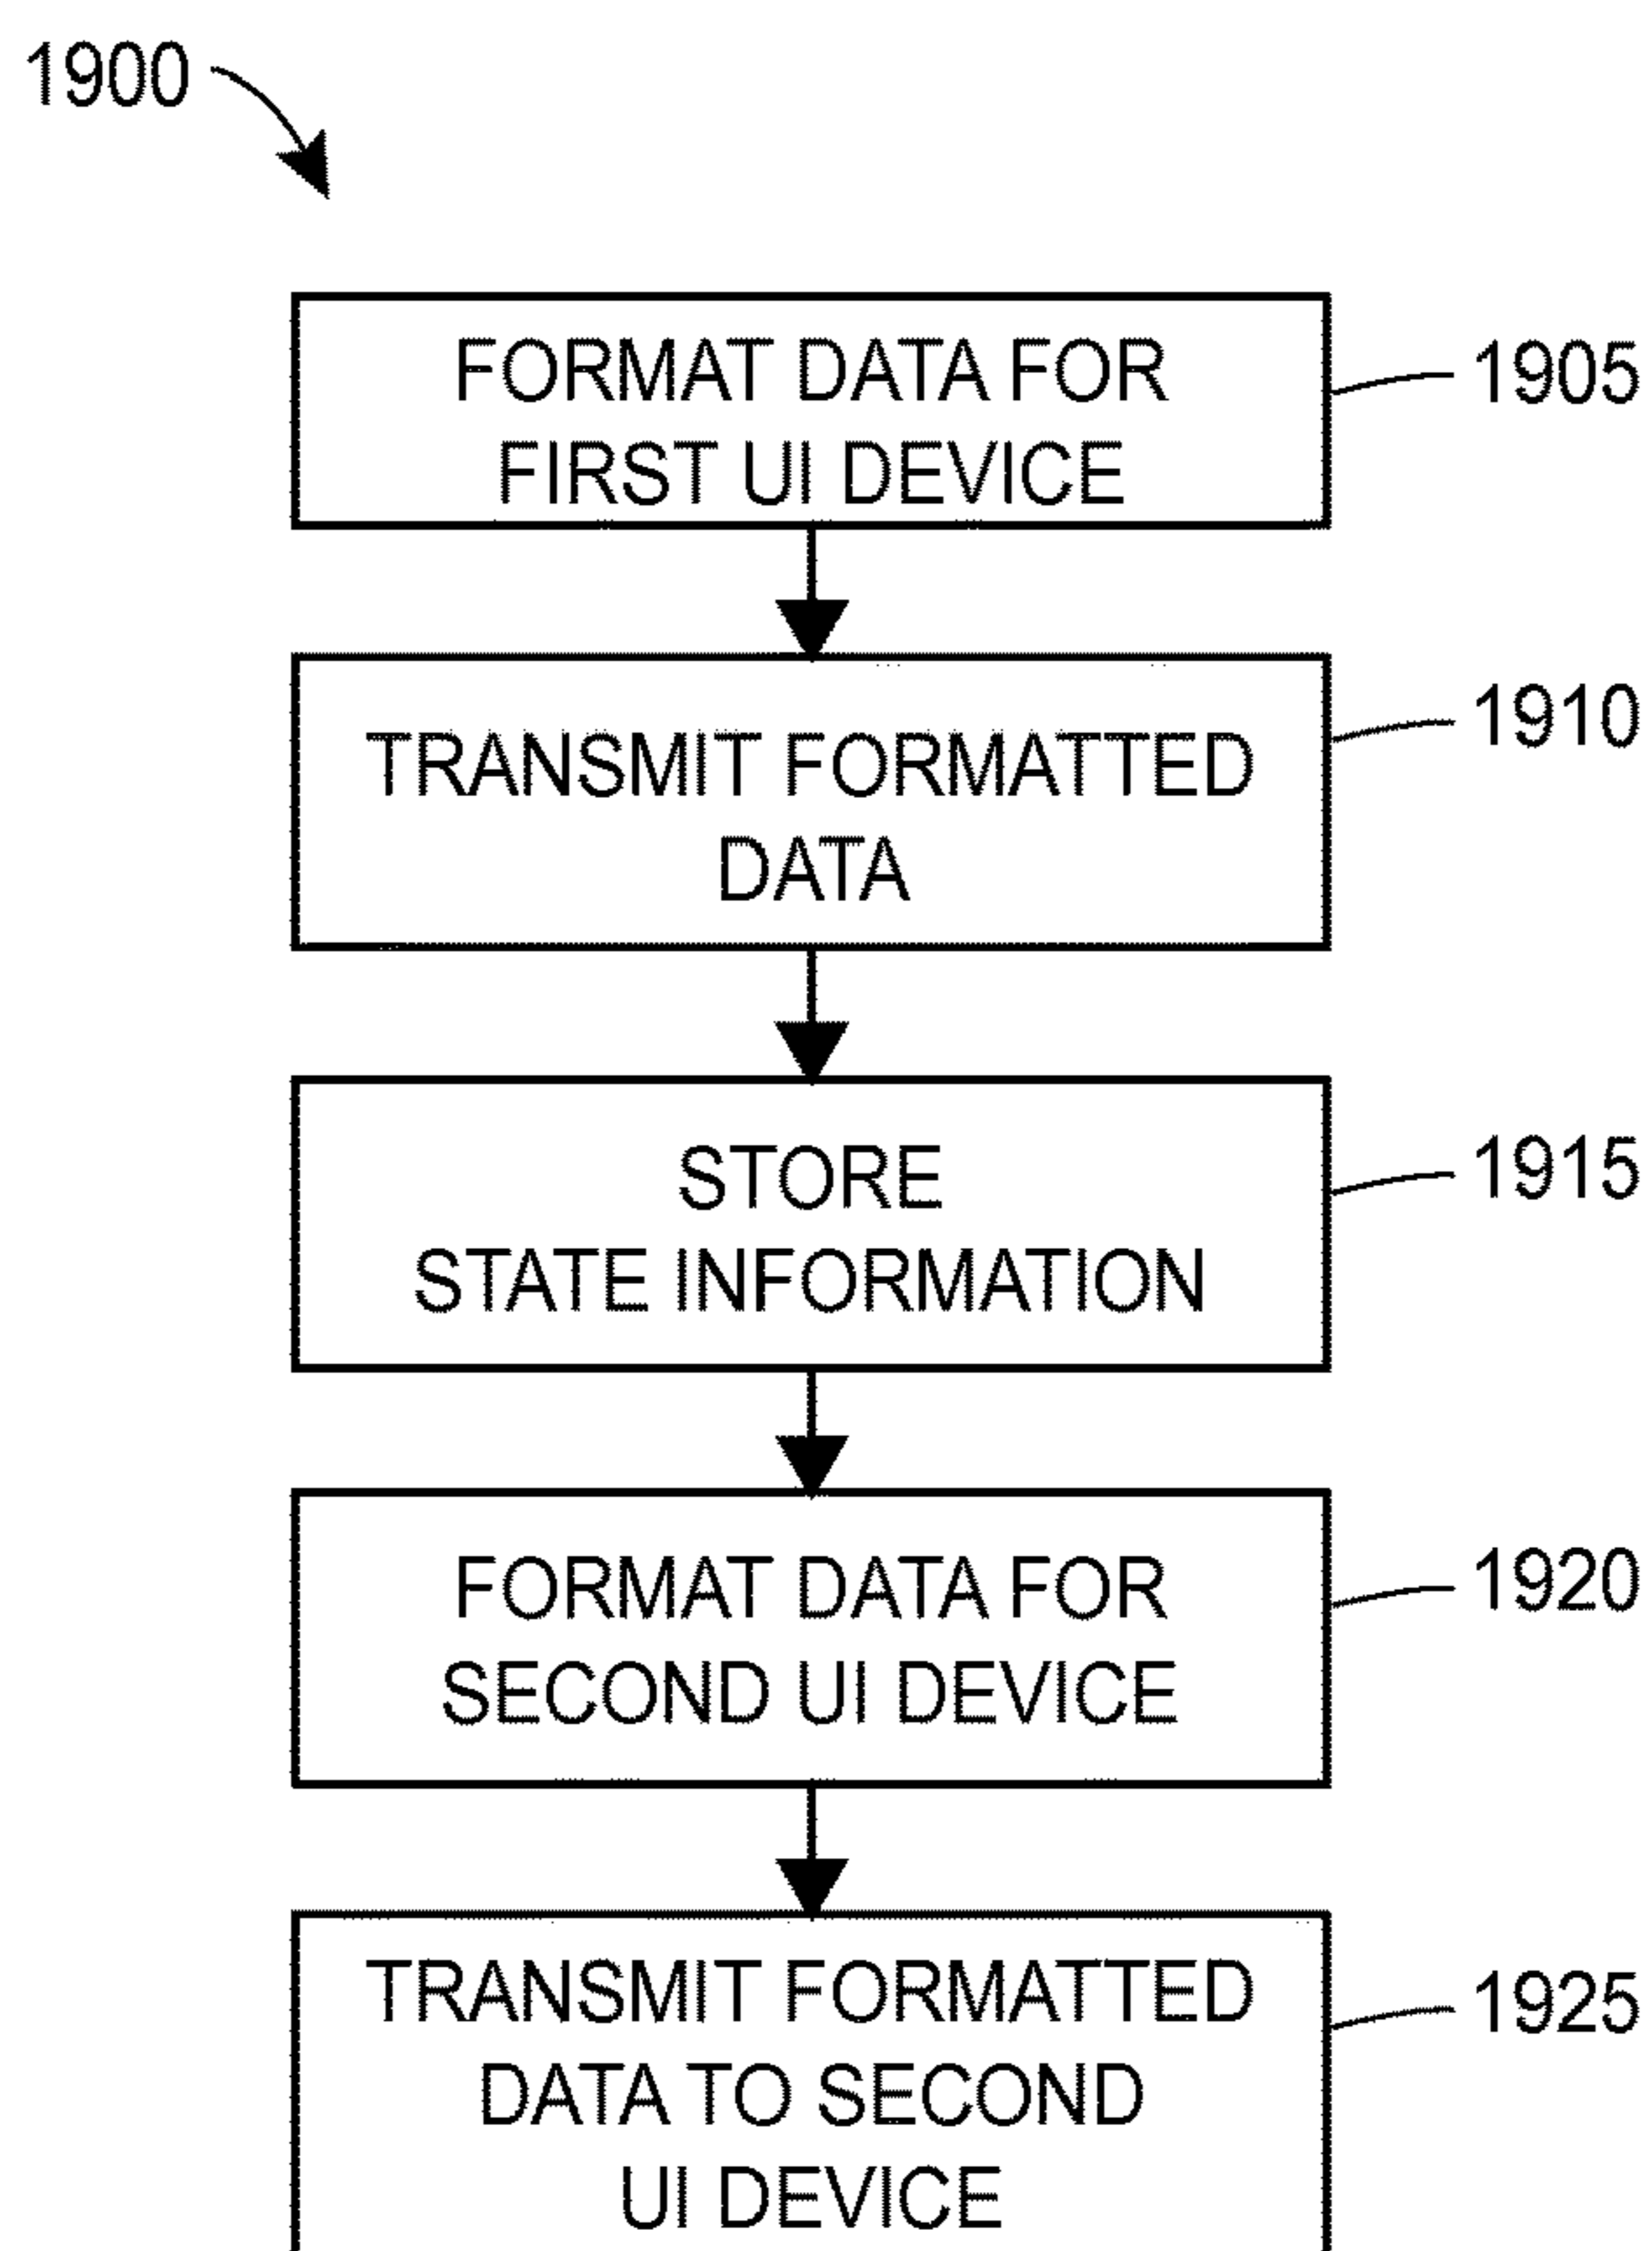 1900
FORMAT DATA FOR
FIRST UI DEVICE
1905
TRANSMIT FORMATTED
DATA
1910
STORE
STATE INFORMATION
1915
FORMAT DATA FOR
SECOND UI DEVICE
1920
TRANSMIT FORMATTED
DATA TO SECOND
UI DEVICE
1925